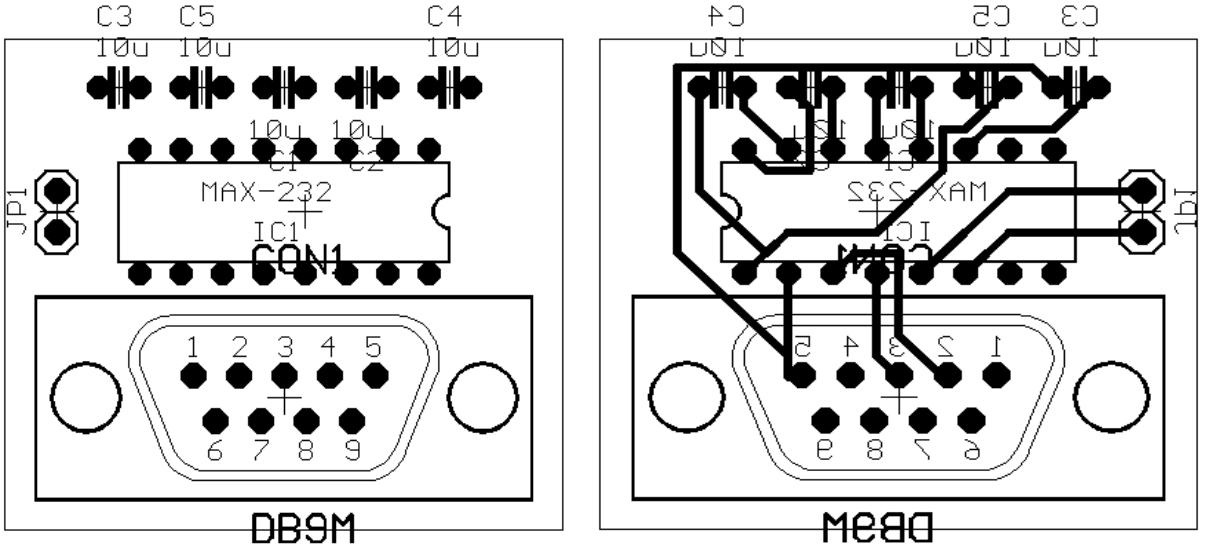 C3 C5 C4
10u 10u 10u
10u 10u
C1 C2
MAX-232
JP1
IC1
CON1
1 2 3 4 5
6 7 8 9
DB9M
C4 C5 C3
10u 10u 10u
10u 10u
C2 C1
MAX-232
JP1
IC1
CON1
5 4 3 2 1
9 8 7 6
DB9M